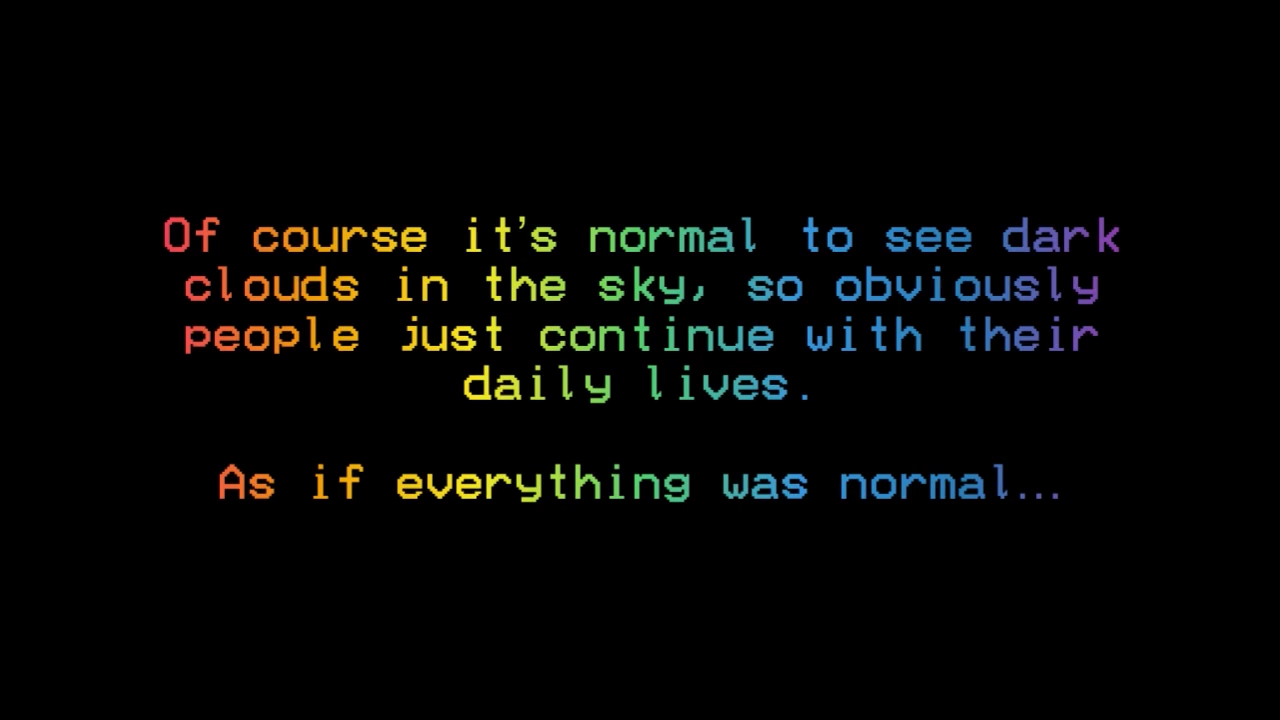 Of course it's normal to see dark
clouds in the sky, so obviously
people just continue with their
daily lives.
As if everything was normal...